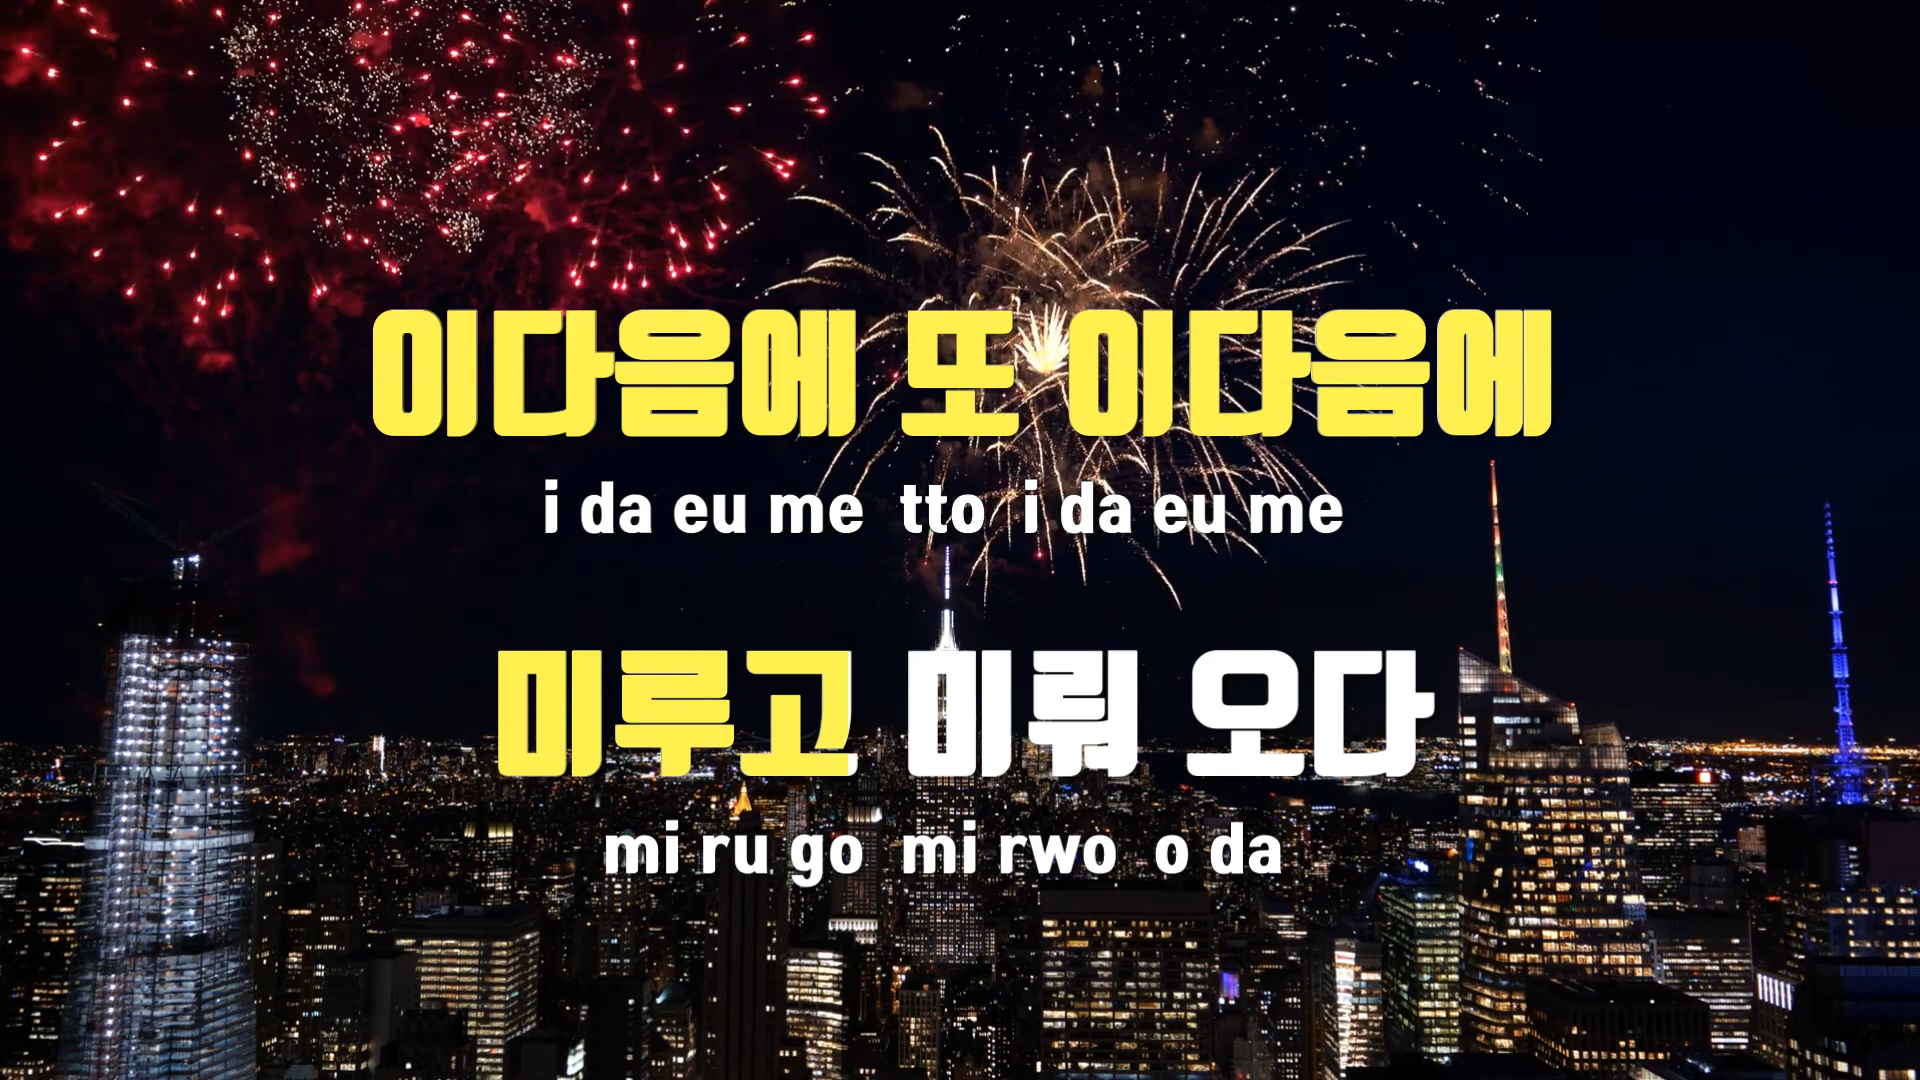 이다음에 또 이다음에
i da eu me tto i da eu me
미루고 미뤄 오다
mi ru go mi rwo o da